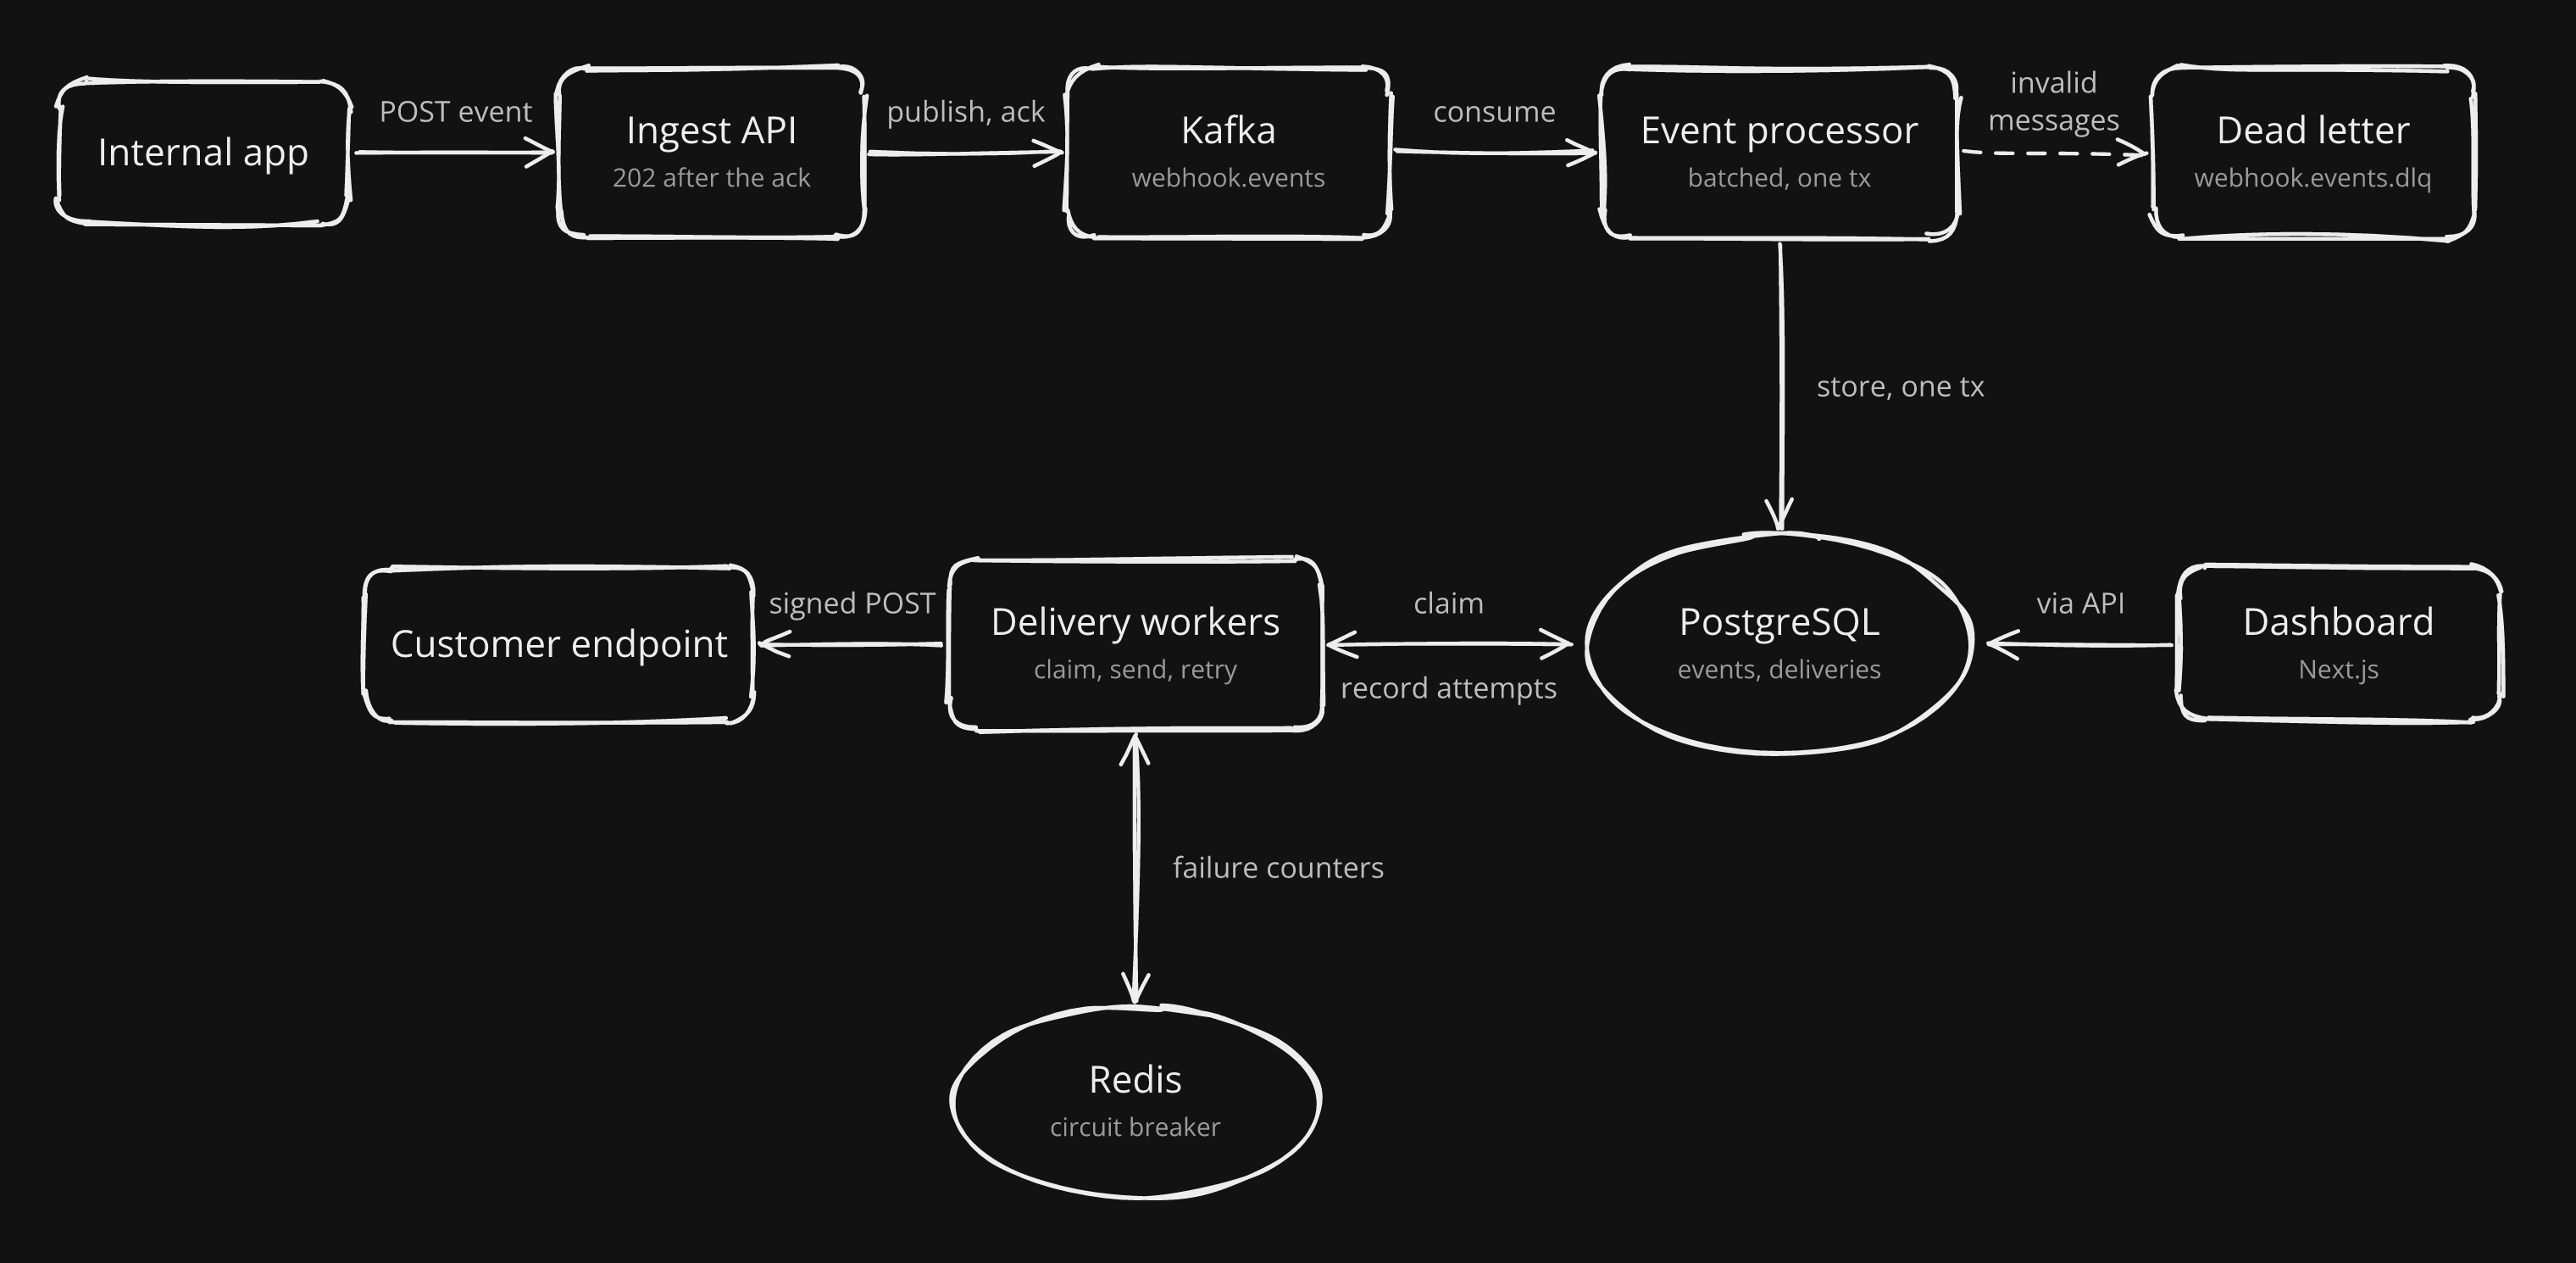 Internal app
POST event
Ingest API
202 after the ack
publish, ack
Kafka
webhook.events
consume
Event processor
batched, one tx
invalid
messages
Dead letter
webhook.events.dlq
store, one tx
Customer endpoint
signed POST
Delivery workers
claim, send, retry
claim
record attempts
PostgreSQL
events, deliveries
via API
Dashboard
Next.js
failure counters
Redis
circuit breaker